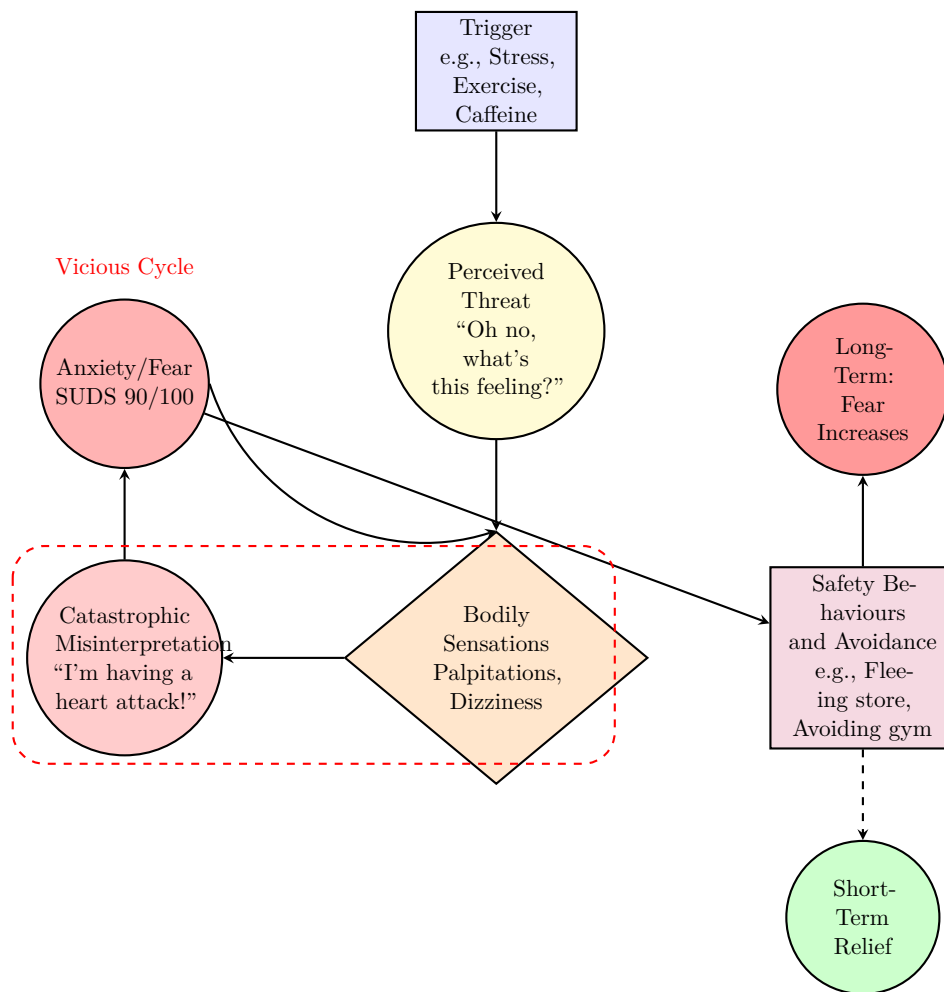 Trigger
e.g., Stress,
Exercise,
Caffeine
Perceived
Threat
“Oh no,
what's
this feeling?”
Vicious Cycle
Anxiety/Fear
SUDS 90/100
Long-
Term:
Fear
Increases
Catastrophic
Misinterpretation
“I'm having a
heart attack!”
Bodily
Sensations
Palpitations,
Dizziness
Safety Be-
haviours
and Avoidance
e.g., Flee-
ing store,
Avoiding gym
Short-
Term
Relief